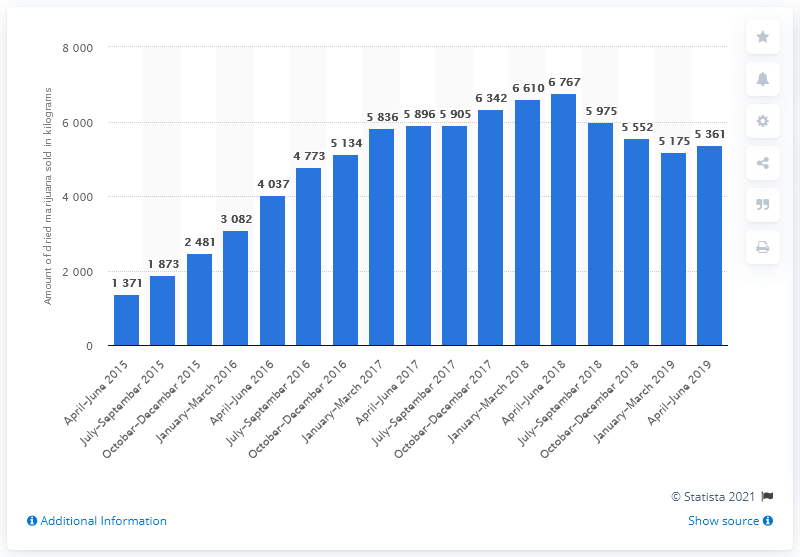 8 000
6 000
4 000
2 000
0
Amount of dried marijuana sold in kilograms
1 371
1 873
2 481
3 082
4 037
4 773
5 134
5 836
5 896
5 905
6 342
6 610
6 767
5 975
5 552
5 175
5 361
April–June 2015
July–September 2015
October–December 2015
January–March 2016
April–June 2016
July–September 2016
October–December 2016
January–March 2017
April–June 2017
July–September 2017
October–December 2017
January–March 2018
April–June 2018
July–September 2018
October–December 2018
January–March 2019
April–June 2019
© Statista 2021
Additional Information
Show source